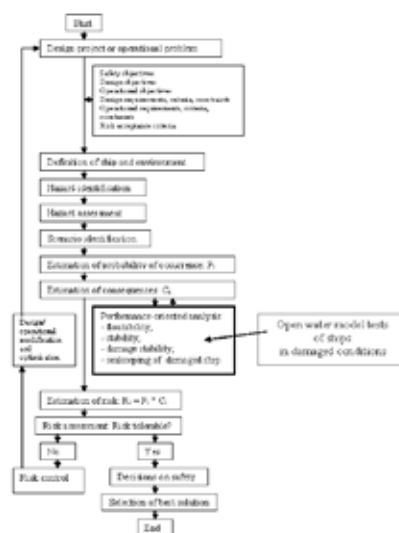 Start
Design project or operational problem
Safety objectives
Design objectives
Operational objectives
Design requirements, criteria, constraints
Operational requirements, criteria,
constraints
Risk acceptance criteria
Definition of ship and environment
Hazard identification
Hazard assessment
Scenario identification
Estimation of probability of occurrence: Pi
Estimation of consequences: Ci
Design/
operational
modification
and
optimisation
Performance-oriented analysis
- floatability,
- stability,
- damage stability,
- seakeeping of damaged ship
Open water model tests
of ships
in damaged conditions
Estimation of risk: Ri = Pi * Ci
Risk assessment: Risk tolerable?
No
Yes
Risk control
Decisions on safety
Selection of best solution
End